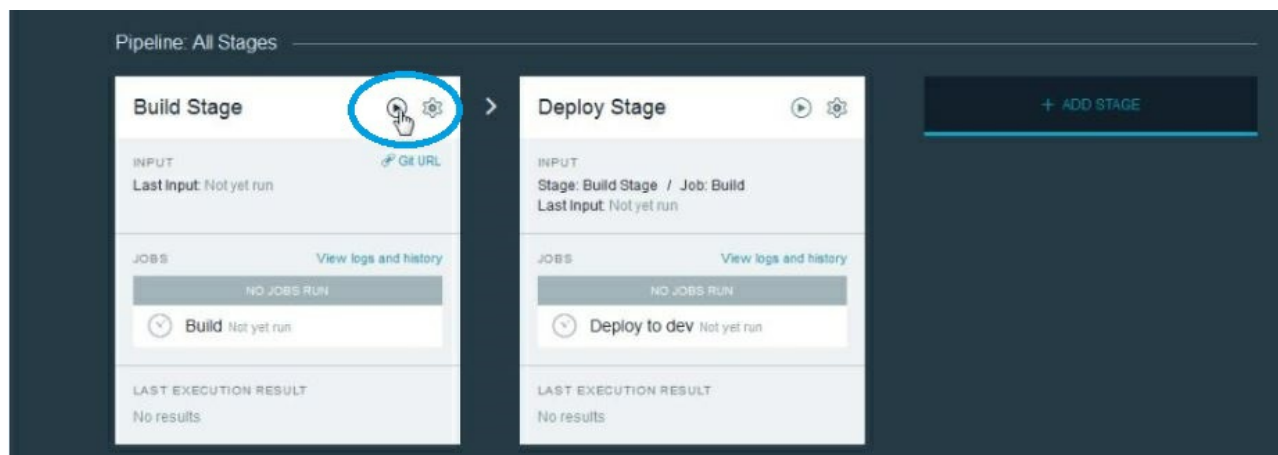 Pipeline: All Stages
Build Stage
INPUT
Git URL
Last Input: Not yet run
JOBS
View logs and history
NO JOBS RUN
Build Not yet run
LAST EXECUTION RESULT
No results
Deploy Stage
INPUT
Stage: Build Stage / Job: Build
Last Input: Not yet run
JOBS
View logs and history
NO JOBS RUN
Deploy to dev Not yet run
LAST EXECUTION RESULT
No results
+ ADD STAGE